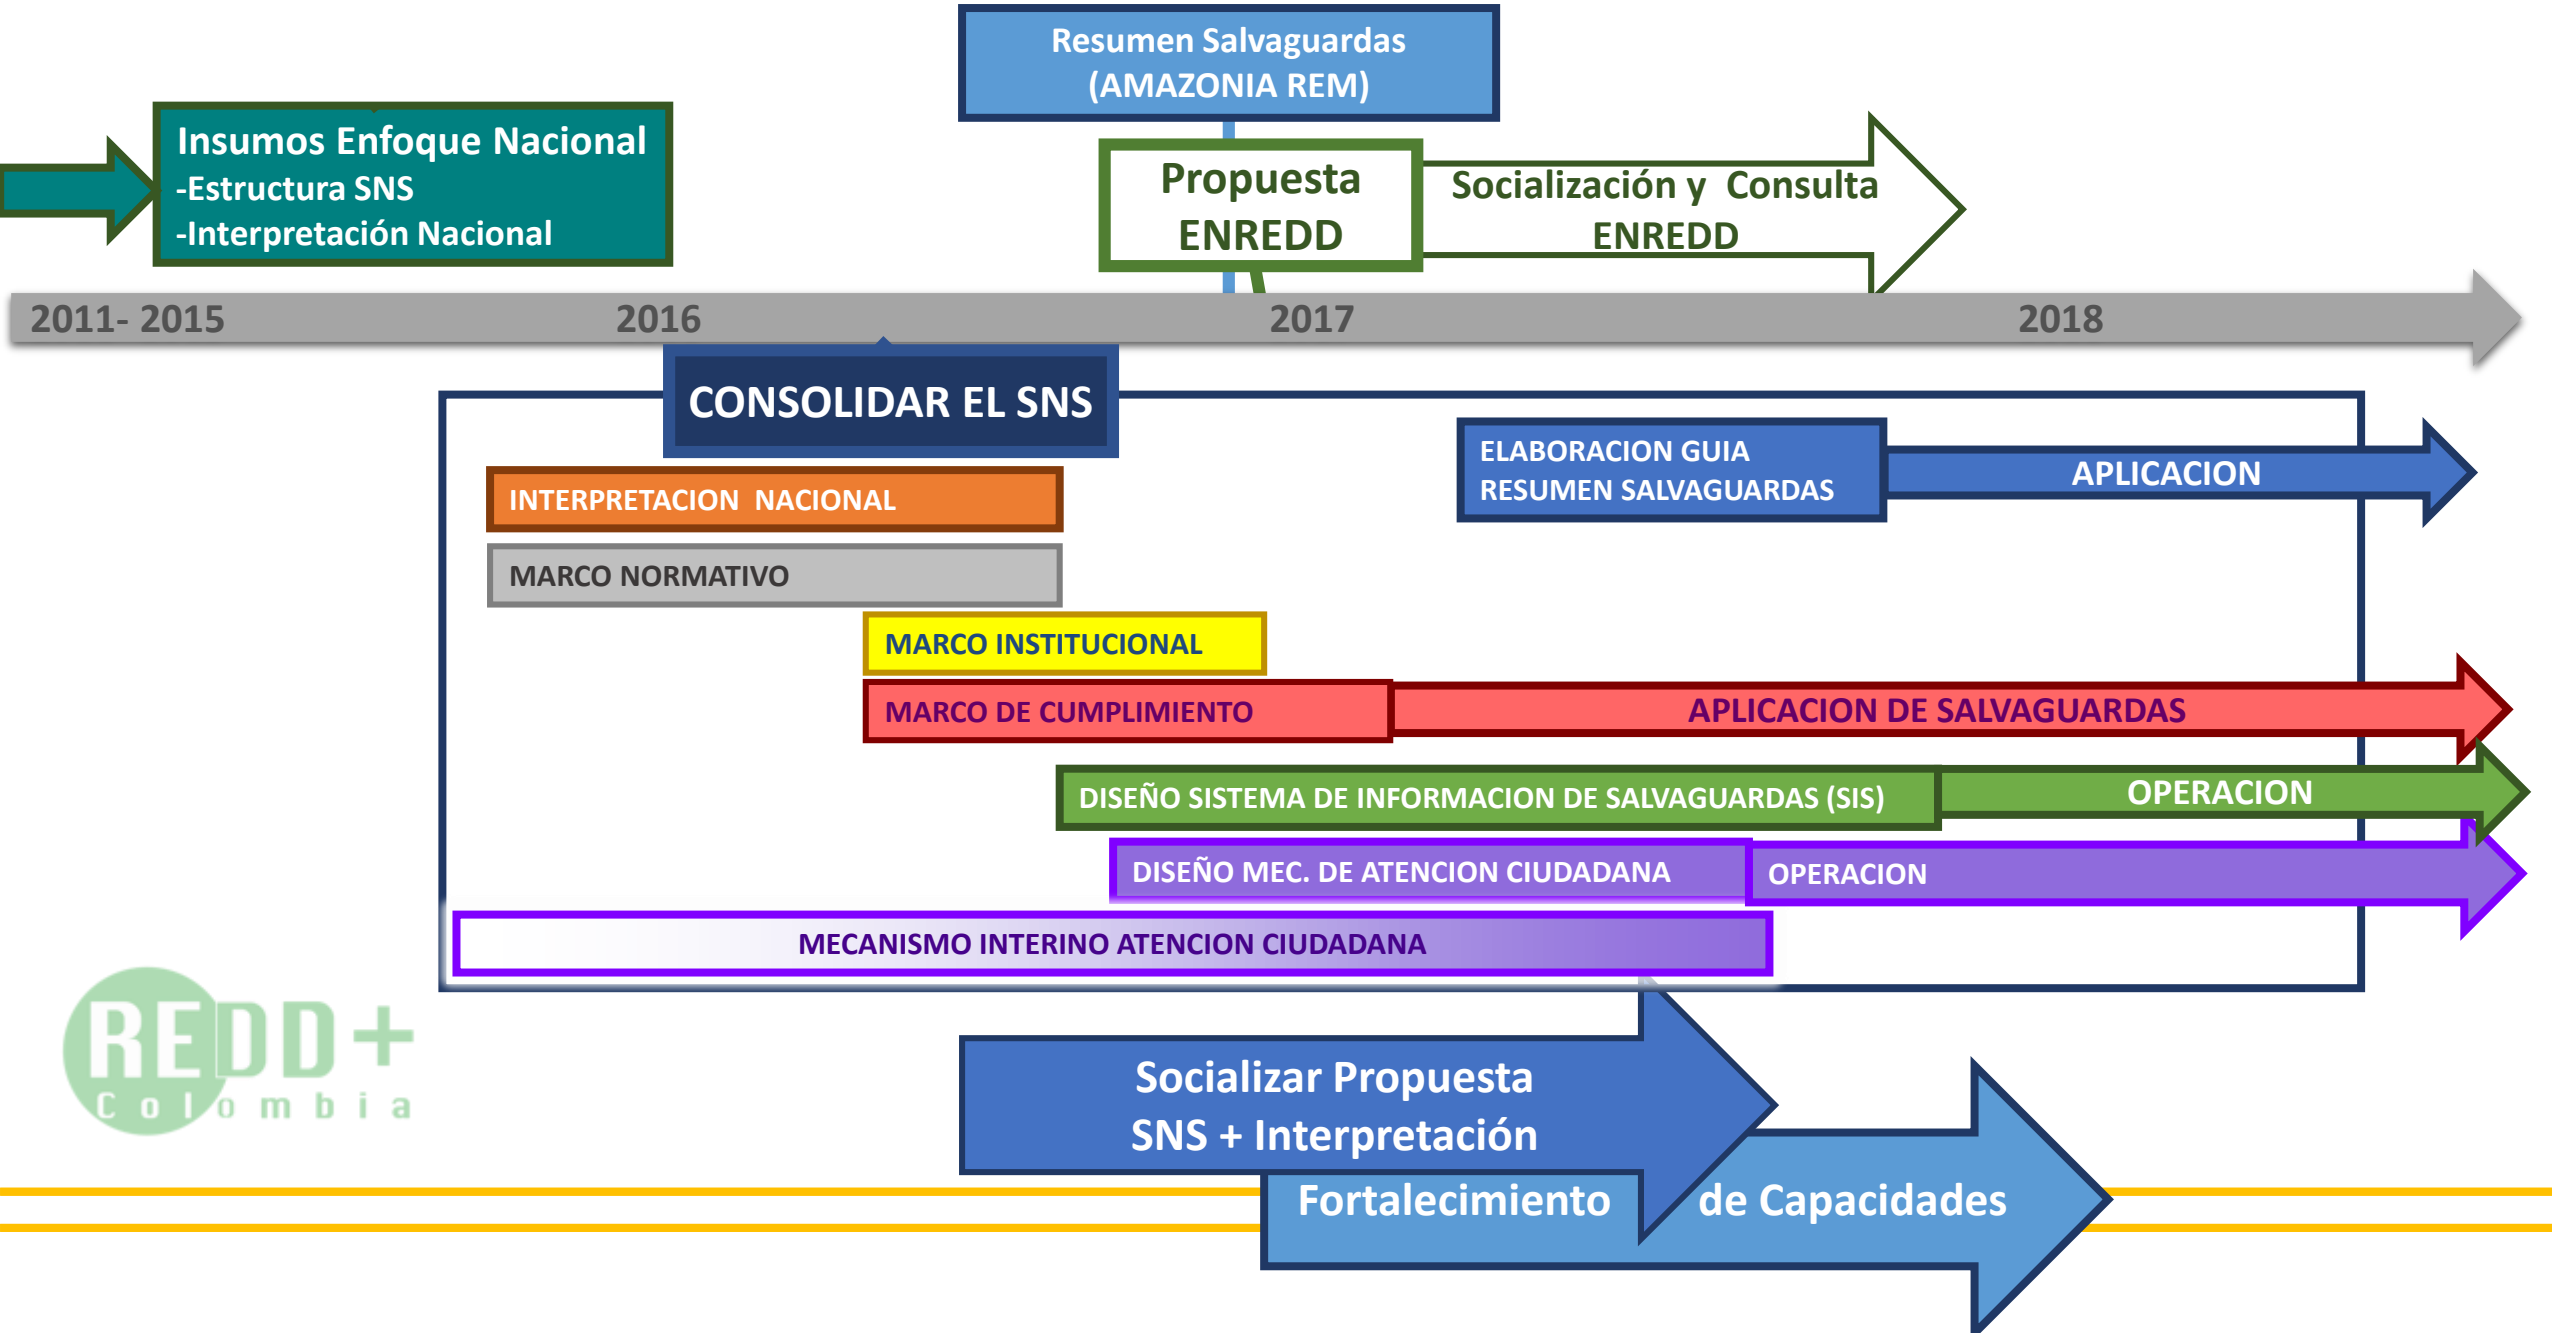 Resumen Salvaguardas
(AMAZONIA REM)
Insumos Enfoque Nacional
-Estructura SNS
-Interpretación Nacional
Propuesta
ENREDD
Socialización y  Consulta
ENREDD
2011- 2015
2016
2017
2018
CONSOLIDAR EL SNS
ELABORACION GUIA
RESUMEN SALVAGUARDAS
APLICACION
INTERPRETACION  NACIONAL
MARCO NORMATIVO
MARCO INSTITUCIONAL
MARCO DE CUMPLIMIENTO
APLICACION DE SALVAGUARDAS
DISEÑO SISTEMA DE INFORMACION DE SALVAGUARDAS (SIS)
OPERACION
DISEÑO MEC. DE ATENCION CIUDADANA
OPERACION
MECANISMO INTERINO ATENCION CIUDADANA
REDD+
Colombia
Socializar Propuesta
SNS + Interpretación
Fortalecimiento de Capacidades